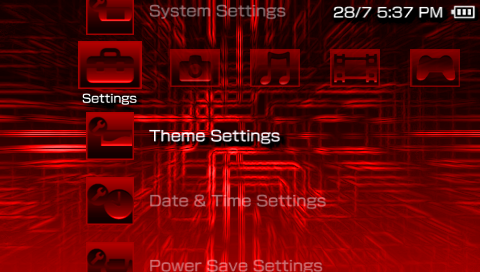 System Settings
28/7 5:37 PM
Settings
Theme Settings
Date & Time Settings
Power Save Settings